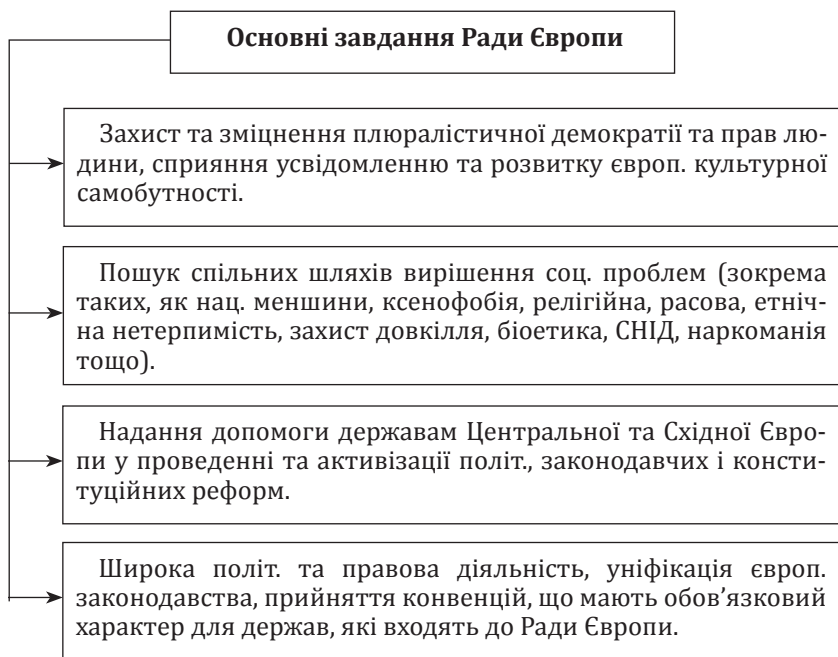 Основні завдання Ради Європи
Захист та зміцнення плюралістичної демократії та прав лю-
дини, сприяння усвідомленню та розвитку європ. культурної
самобутності.
Пошук спільних шляхів вирішення соц. проблем (зокрема
таких, як нац. меншини, ксенофобія, релігійна, расова, етніч-
на нетерпимість, захист довкілля, біоетика, СНІД, наркоманія
тощо).
Надання допомоги державам Центральної та Східної Євро-
пи у проведенні та активізації політ., законодавчих і консти-
туційних реформ.
Широка політ. та правова діяльність, уніфікація європ.
законодавства, прийняття конвенцій, що мають обов’язковий
характер для держав, які входять до Ради Європи.